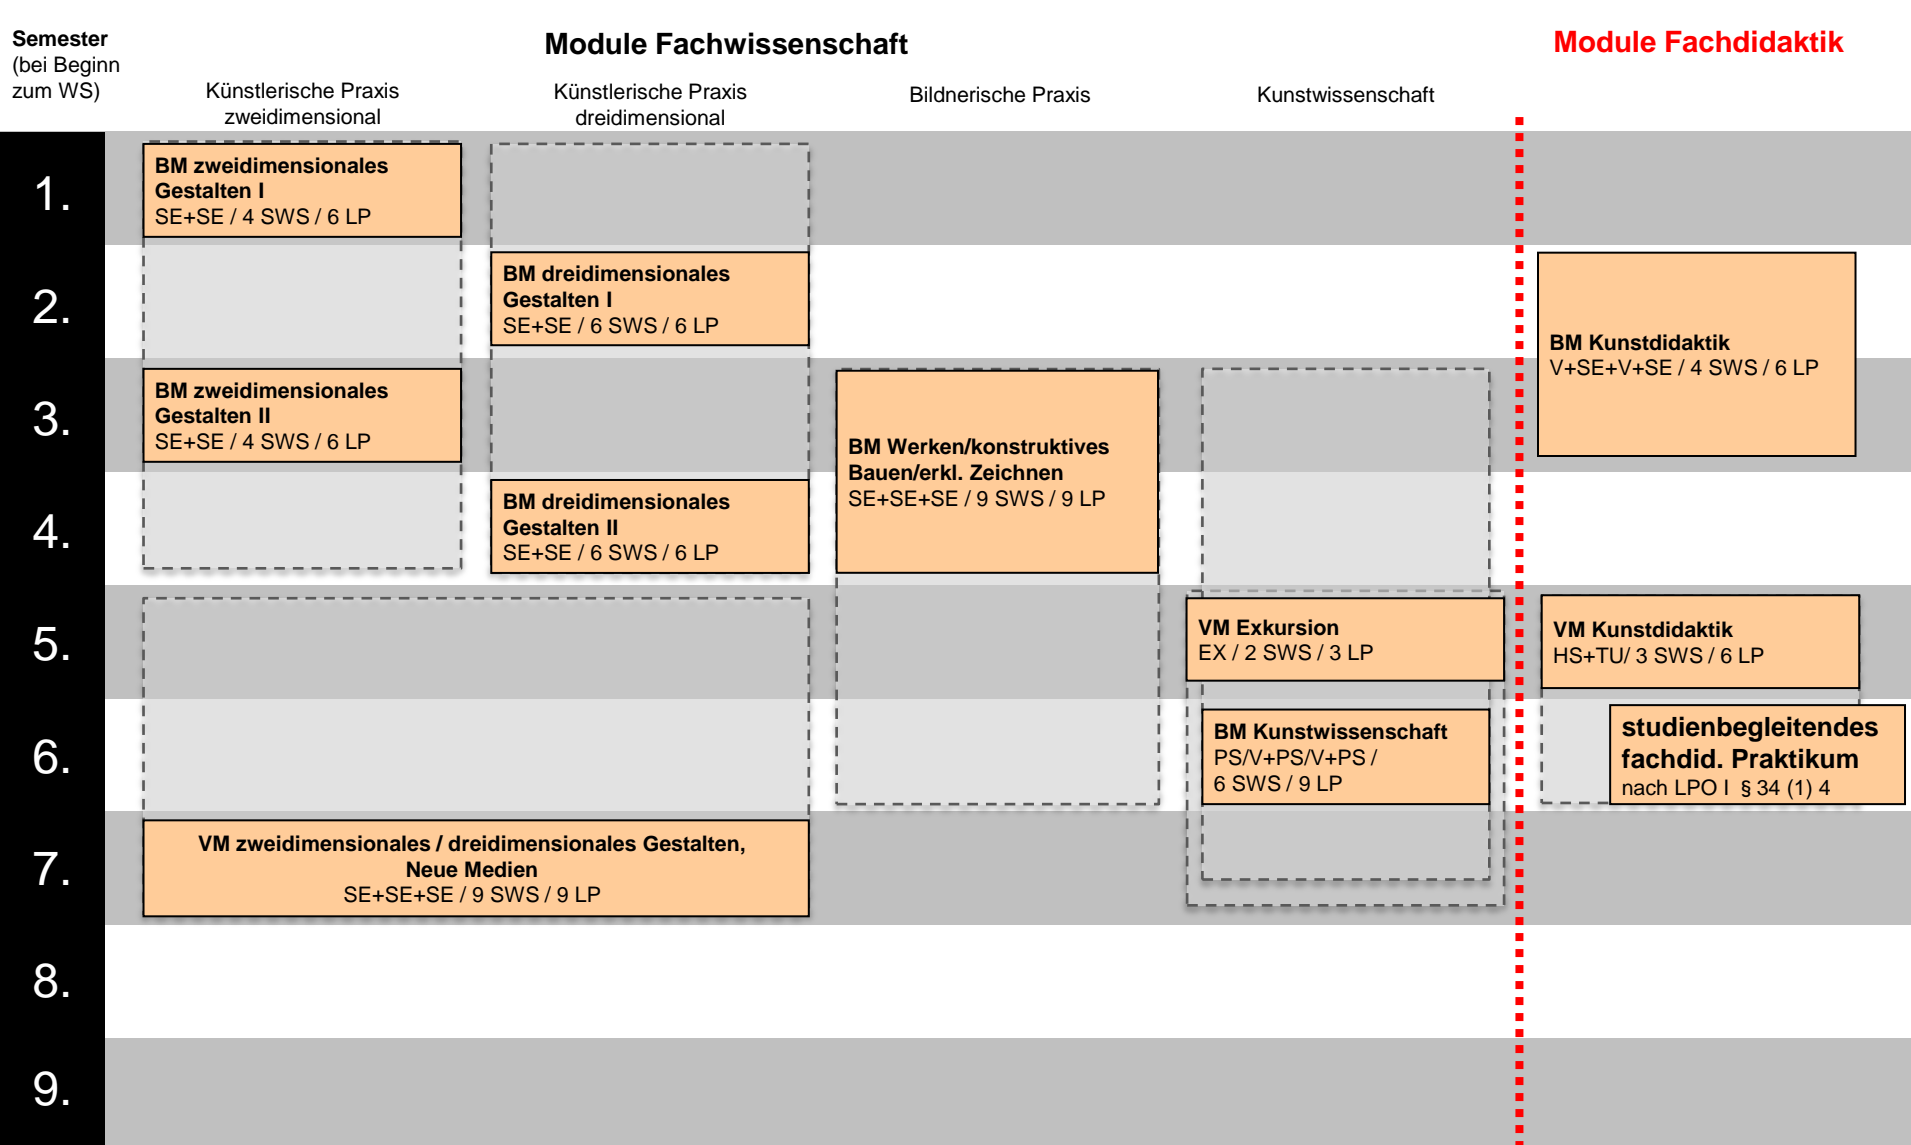 Semester
(bei Beginn
zum WS)
Module Fachwissenschaft
Module Fachdidaktik
Künstlerische Praxis
zweidimensional
Künstlerische Praxis
dreidimensional
Bildnerische Praxis
Kunstwissenschaft
1.
BM zweidimensionales
Gestalten I
SE+SE / 4 SWS / 6 LP
2.
BM dreidimensionales
Gestalten I
SE+SE / 6 SWS / 6 LP
BM Kunstdidaktik
V+SE+V+SE / 4 SWS / 6 LP
3.
BM zweidimensionales
Gestalten II
SE+SE / 4 SWS / 6 LP
BM Werken/konstruktives
Bauen/erkl. Zeichnen
SE+SE+SE / 9 SWS / 9 LP
4.
BM dreidimensionales
Gestalten II
SE+SE / 6 SWS / 6 LP
5.
VM Exkursion
EX / 2 SWS / 3 LP
VM Kunstdidaktik
HS+TU/ 3 SWS / 6 LP
6.
BM Kunstwissenschaft
PS/V+PS/V+PS /
6 SWS / 9 LP
studienbegleitendes
fachdid. Praktikum
nach LPO I § 34 (1) 4
7.
VM zweidimensionales / dreidimensionales Gestalten,
Neue Medien
SE+SE+SE / 9 SWS / 9 LP
8.
9.